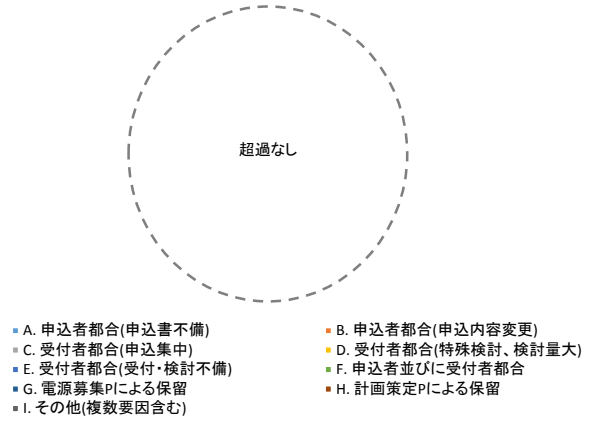 超過なし
A. 申込者都合(申込書不備)
B. 申込者都合(申込内容変更)
C. 受付者都合(申込集中)
D. 受付者都合(特殊検討、検討量大)
E. 受付者都合(受付・検討不備)
F. 申込者並びに受付者都合
G. 電源募集Pによる保留
H. 計画策定Pによる保留
I. その他(複数要因含む)